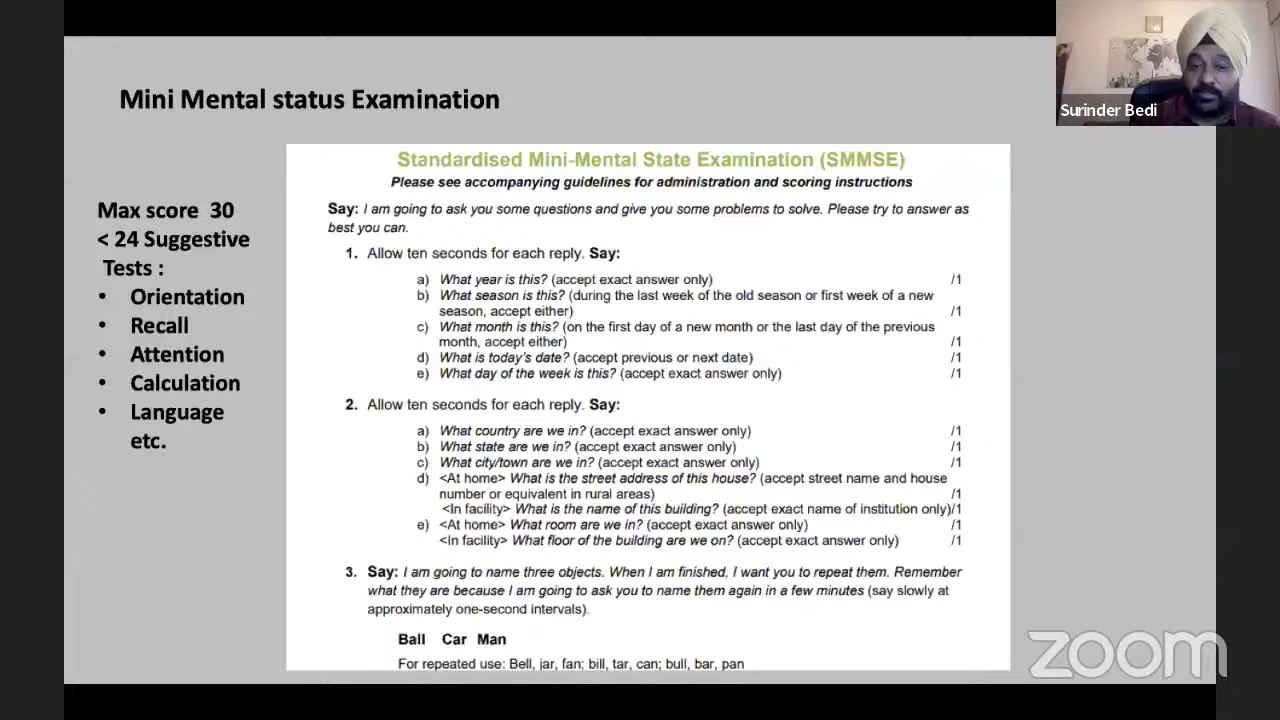 Mini Mental status Examination
Surinder Bedi
Max score 30
< 24 Suggestive
Tests :
• Orientation
• Recall
• Attention
• Calculation
• Language
etc.
Standardised Mini-Mental State Examination (SMMSE)
Please see accompanying guidelines for administration and scoring instructions
Say: I am going to ask you some questions and give you some problems to solve. Please try to answer as
best you can.
1. Allow ten seconds for each reply. Say:
a) What year is this? (accept exact answer only) /1
b) What season is this? (during the last week of the old season or first week of a new
season, accept either) /1
c) What month is this? (on the first day of a new month or the last day of the previous
month, accept either) /1
d) What is today's date? (accept previous or next date) /1
e) What day of the week is this? (accept exact answer only) /1
2. Allow ten seconds for each reply. Say:
a) What country are we in? (accept exact answer only) /1
b) What state are we in? (accept exact answer only) /1
c) What city/town are we in? (accept exact answer only) /1
d) <At home> What is the street address of this house? (accept street name and house
number or equivalent in rural areas) /1
<In facility> What is the name of this building? (accept exact name of institution only)/1
e) <At home> What room are we in? (accept exact answer only) /1
<In facility> What floor of the building are we on? (accept exact answer only) /1
3. Say: I am going to name three objects. When I am finished, I want you to repeat them. Remember
what they are because I am going to ask you to name them again in a few minutes (say slowly at
approximately one-second intervals).
Ball Car Man
For repeated use: Bell, jar, fan; bill, tar, can; bull, bar, pan
zoom